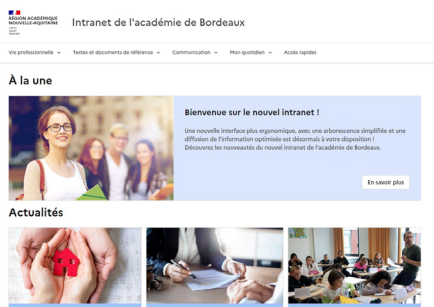 RÉGION ACADÉMIQUE
NOUVELLE-AQUITAINE
Intranet de l'académie de Bordeaux
Vie professionnelle
Textes et documents de référence
Communication
Mon quotidien
Accès rapides
À la une
Bienvenue sur le nouvel intranet !
Une nouvelle interface plus ergonomique, avec une arborescence simplifiée et une
diffusion de l'information optimisée est désormais à votre disposition !
Découvrez les nouveautés du nouvel intranet de l'académie de Bordeaux.
En savoir plus
Actualités